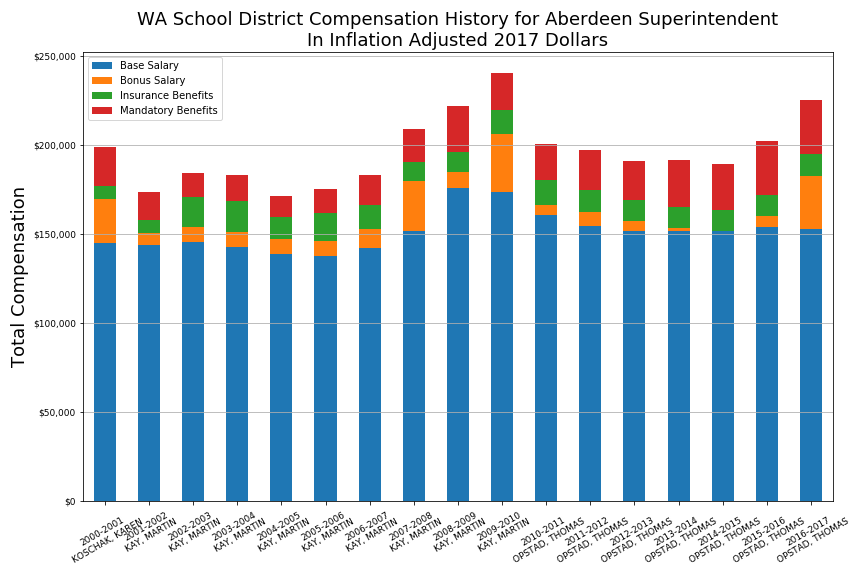 WA School District Compensation History for Aberdeen Superintendent
In Inflation Adjusted 2017 Dollars
Base Salary
Bonus Salary
Insurance Benefits
Mandatory Benefits
Total Compensation
$250,000
$200,000
$150,000
$100,000
$50,000
$0
2000-2001
KOSCHAK, KAREN
2001-2002
KAY, MARTIN
2002-2003
KAY, MARTIN
2003-2004
KAY, MARTIN
2004-2005
KAY, MARTIN
2005-2006
KAY, MARTIN
2006-2007
KAY, MARTIN
2007-2008
KAY, MARTIN
2008-2009
KAY, MARTIN
2009-2010
KAY, MARTIN
2010-2011
OPSTAD, THOMAS
2011-2012
OPSTAD, THOMAS
2012-2013
OPSTAD, THOMAS
2013-2014
OPSTAD, THOMAS
2014-2015
OPSTAD, THOMAS
2015-2016
OPSTAD, THOMAS
2016-2017
OPSTAD, THOMAS